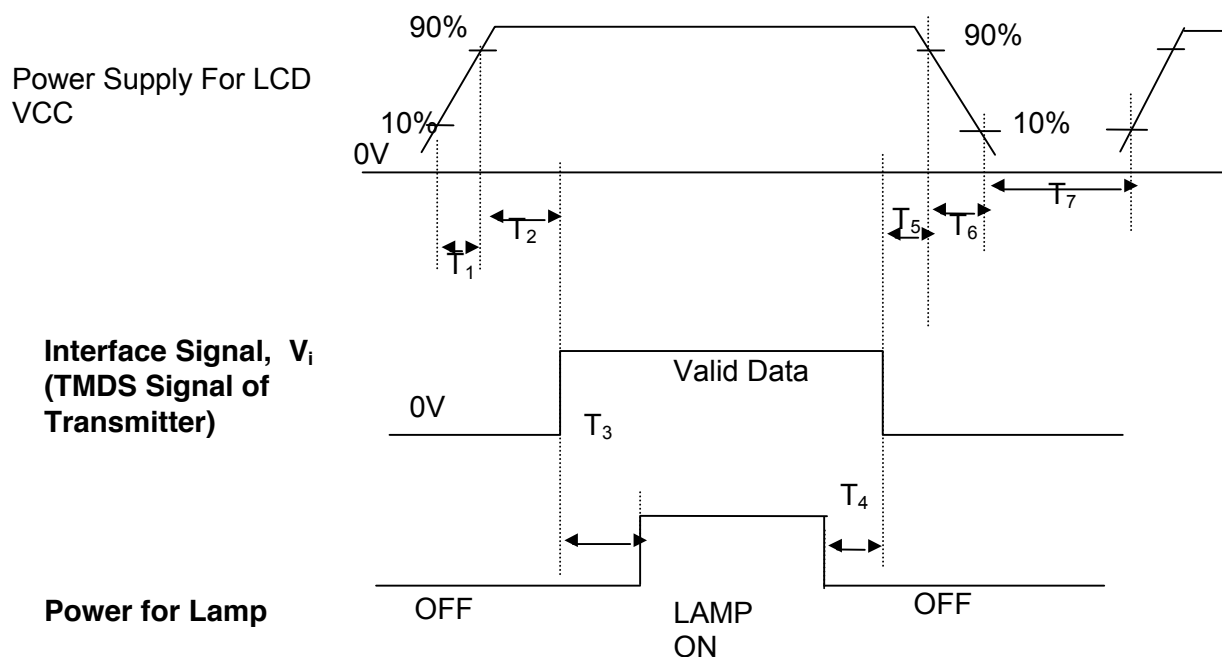 90%
90%
Power Supply For LCD
VCC
10%
10%
0V
T7
T5
T6
T2
T1
Interface Signal, Vi
(TMDS Signal of
Transmitter)
Valid Data
0V
T3
T4
Power for Lamp
OFF
LAMP
ON
OFF